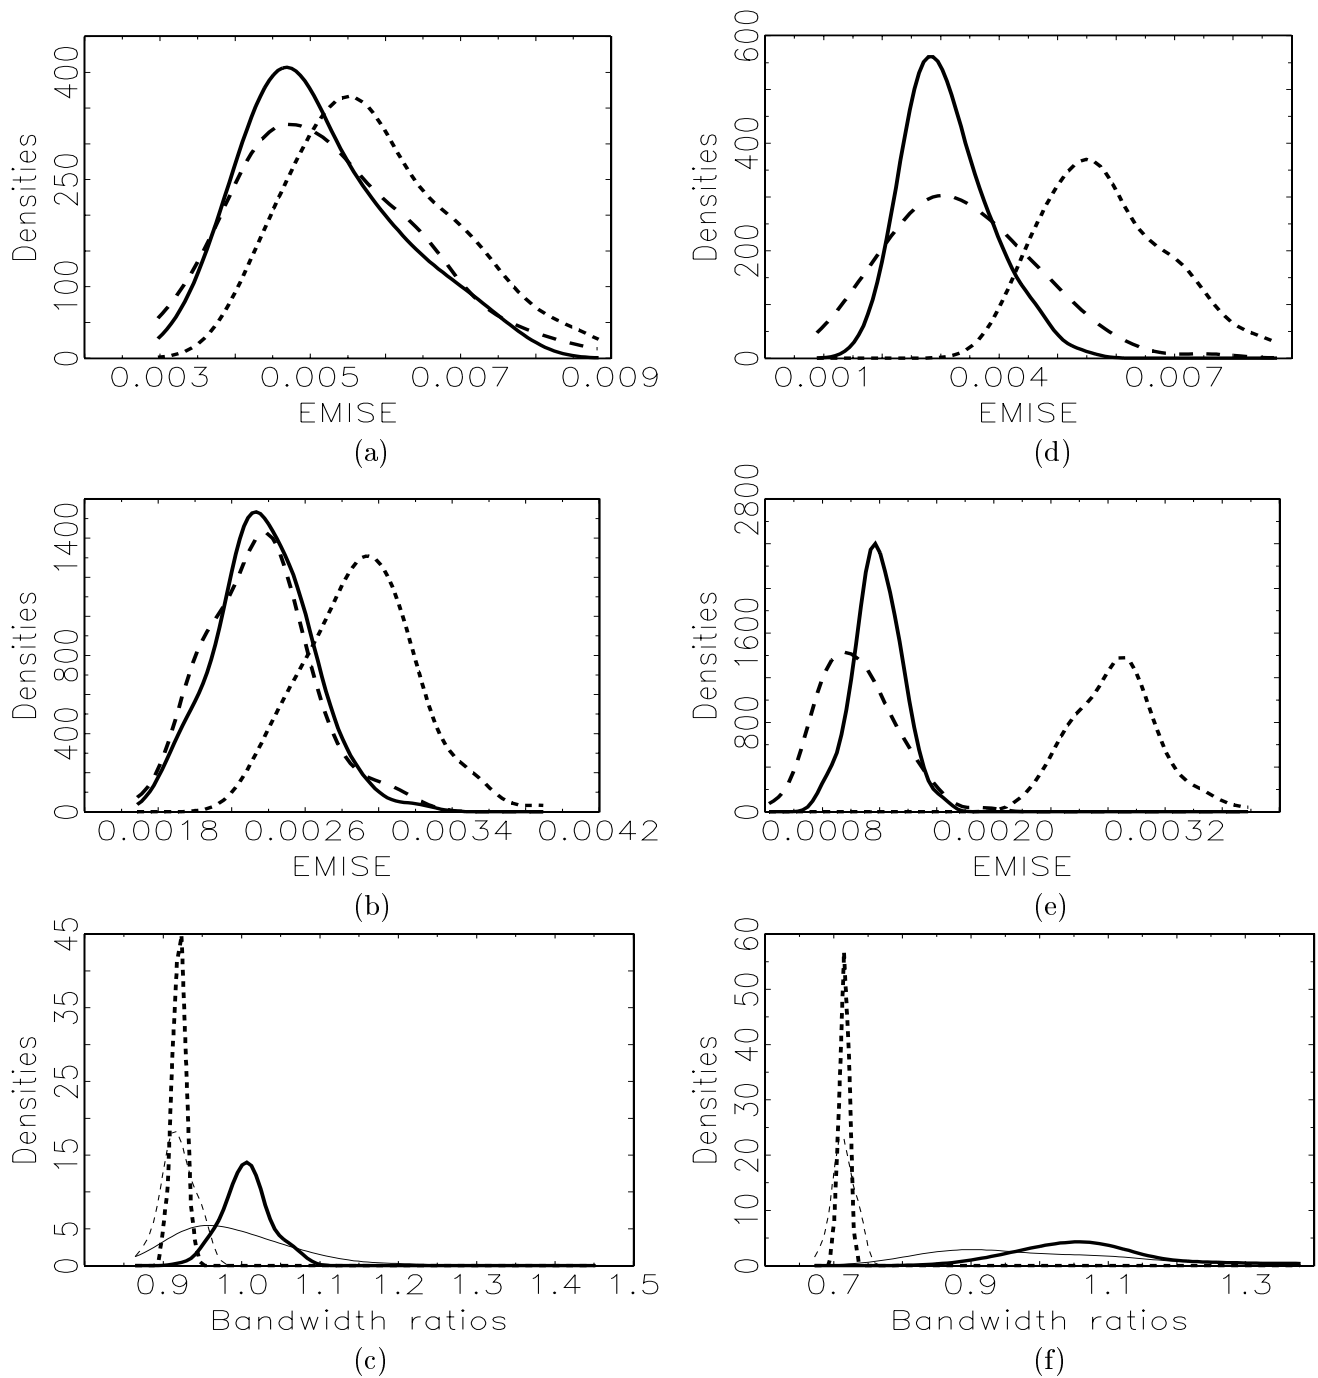 400
250
100
0
Densities
0.003 0.005 0.007 0.009
EMISE
(a)
600
400
200
0
Densities
0.001 0.004 0.007
EMISE
(d)
1400
800
400
0
Densities
0.0018 0.0026 0.0034 0.0042
EMISE
(b)
2800
1600
800
0
Densities
0.0008 0.0020 0.0032
EMISE
(e)
45
35
25
15
5
0
Densities
0.9 1.0 1.1 1.2 1.3 1.4 1.5
Bandwidth ratios
(c)
60
50
40
30
20
10
0
Densities
0.7 0.9 1.1 1.3
Bandwidth ratios
(f)